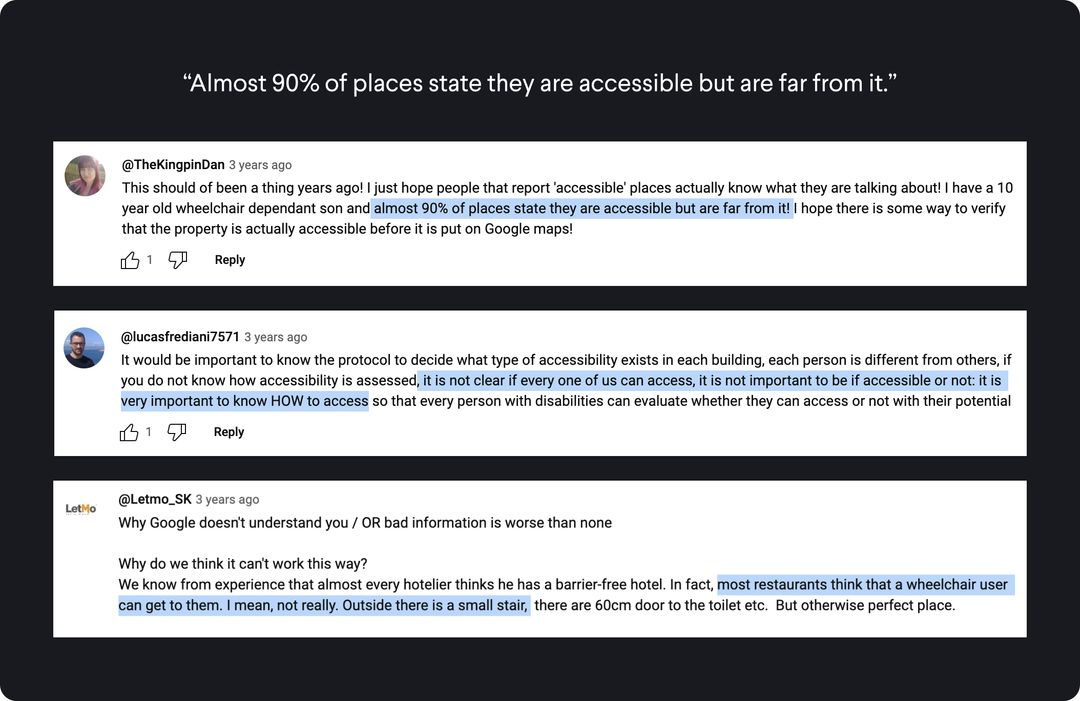 “Almost 90% of places state they are accessible but are far from it.”
@TheKingpinDan 3 years ago
This should of been a thing years ago! I just hope people that report 'accessible' places actually know what they are talking about! I have a 10
year old wheelchair dependant son and almost 90% of places state they are accessible but are far from it! I hope there is some way to verify
that the property is actually accessible before it is put on Google maps!
1 Reply
@lucasfrediani7571 3 years ago
It would be important to know the protocol to decide what type of accessibility exists in each building, each person is different from others, if
you do not know how accessibility is assessed, it is not clear if every one of us can access, it is not important to be if accessible or not: it is
very important to know HOW to access so that every person with disabilities can evaluate whether they can access or not with their potential
1 Reply
LetMo
@Letmo_SK 3 years ago
Why Google doesn't understand you / OR bad information is worse than none
Why do we think it can't work this way?
We know from experience that almost every hotelier thinks he has a barrier-free hotel. In fact, most restaurants think that a wheelchair user
can get to them. I mean, not really. Outside there is a small stair, there are 60cm door to the toilet etc. But otherwise perfect place.